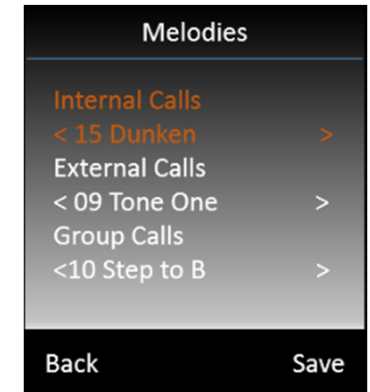 Melodies
Internal Calls
< 15 Dunken >
External Calls
< 09 Tone One >
Group Calls
<10 Step to B >
Back Save